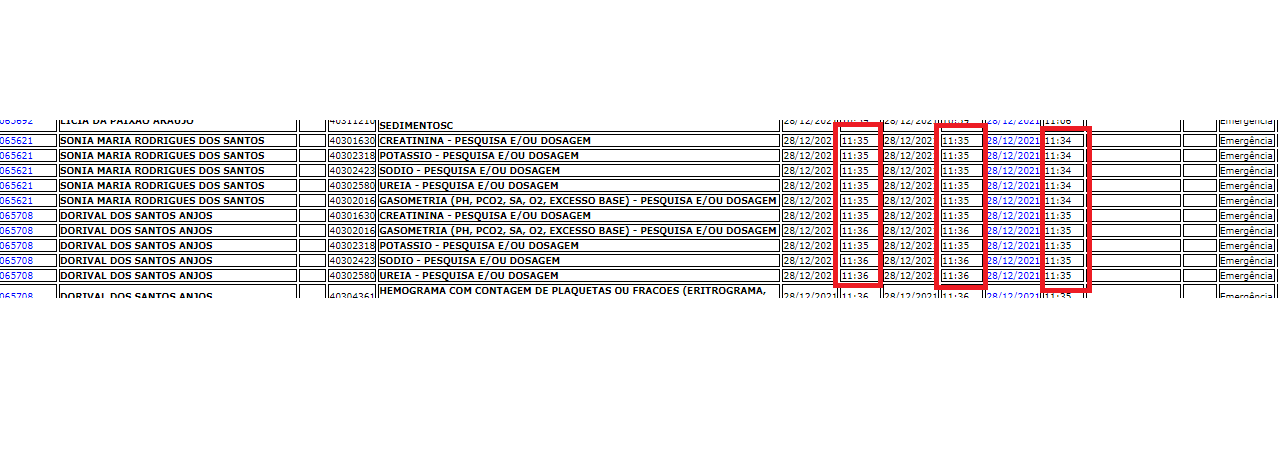 065692 LICIA DA PAIXAO ARAUJO 40311210 SEDIMENTOSC 28/12/2021 28/12/2021 28/12/2021 11:06 Emergência
065621 SONIA MARIA RODRIGUES DOS SANTOS 40301630 CREATININA - PESQUISA E/OU DOSAGEM 28/12/202 11:35 28/12/202 11:35 28/12/2021 11:34 Emergência
065621 SONIA MARIA RODRIGUES DOS SANTOS 40302318 POTASSIO - PESQUISA E/OU DOSAGEM 28/12/202 11:35 28/12/202 11:35 28/12/2021 11:34 Emergência
065621 SONIA MARIA RODRIGUES DOS SANTOS 40302423 SODIO - PESQUISA E/OU DOSAGEM 28/12/202 11:35 28/12/202 11:35 28/12/2021 11:34 Emergência
065621 SONIA MARIA RODRIGUES DOS SANTOS 40302580 UREIA - PESQUISA E/OU DOSAGEM 28/12/202 11:35 28/12/202 11:35 28/12/2021 11:34 Emergência
065621 SONIA MARIA RODRIGUES DOS SANTOS 40302016 GASOMETRIA (PH, PCO2, SA, O2, EXCESSO BASE) - PESQUISA E/OU DOSAGEM 28/12/202 11:35 28/12/202 11:35 28/12/2021 11:34 Emergência
065708 DORIVAL DOS SANTOS ANJOS 40301630 CREATININA - PESQUISA E/OU DOSAGEM 28/12/202 11:35 28/12/202 11:35 28/12/2021 11:35 Emergência
065708 DORIVAL DOS SANTOS ANJOS 40302016 GASOMETRIA (PH, PCO2, SA, O2, EXCESSO BASE) - PESQUISA E/OU DOSAGEM 28/12/202 11:36 28/12/202 11:35 28/12/2021 11:35 Emergência
065708 DORIVAL DOS SANTOS ANJOS 40302318 POTASSIO - PESQUISA E/OU DOSAGEM 28/12/202 11:35 28/12/202 11:35 28/12/2021 11:35 Emergência
065708 DORIVAL DOS SANTOS ANJOS 40302423 SODIO - PESQUISA E/OU DOSAGEM 28/12/202 11:36 28/12/202 11:36 28/12/2021 11:35 Emergência
065708 DORIVAL DOS SANTOS ANJOS 40302580 UREIA - PESQUISA E/OU DOSAGEM 28/12/202 11:36 28/12/202 11:36 28/12/2021 11:35 Emergência
065708 DORIVAL DOS SANTOS ANJOS 40304361 HEMOGRAMA COM CONTAGEM DE PLAQUETAS OU FRACOES (ERITROGRAMA, 28/12/2021 11:36 28/12/2021 11:36 28/12/2021 11:35 Emergência